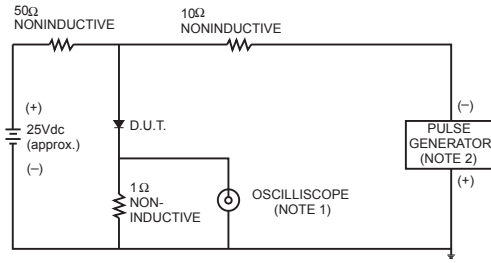 50Ω
NONINDUCTIVE
10Ω
NONINDUCTIVE
(+)
25Vdc
(approx.)
(–)
D.U.T.
1Ω
NON-
INDUCTIVE
OSCILLISCOPE
(NOTE 1)
(–)
PULSE
GENERATOR
(NOTE 2)
(+)